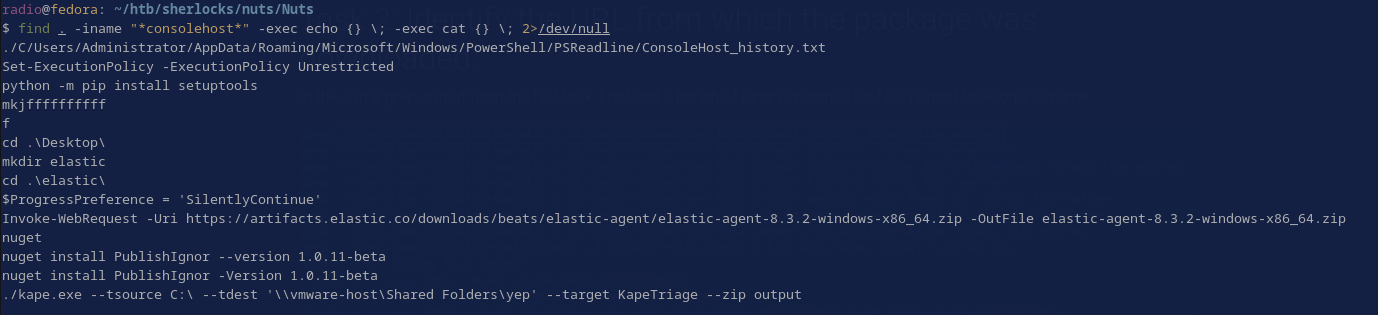 radio@fedora: ~/htb/sherlocks/nuts/Nuts
$ find . -iname "*consolehost*" -exec echo {} \; -exec cat {} \; 2>/dev/null
./C/Users/Administrator/AppData/Roaming/Microsoft/Windows/PowerShell/PSReadline/ConsoleHost_history.txt
Set-ExecutionPolicy -ExecutionPolicy Unrestricted
python -m pip install setuptools
mkjffffffffff
f
cd .\Desktop\
mkdir elastic
cd .\elastic\
$ProgressPreference = 'SilentlyContinue'
Invoke-WebRequest -Uri https://artifacts.elastic.co/downloads/beats/elastic-agent/elastic-agent-8.3.2-windows-x86_64.zip -OutFile elastic-agent-8.3.2-windows-x86_64.zip
nuget
nuget install PublishIgnor --version 1.0.11-beta
nuget install PublishIgnor -Version 1.0.11-beta
./kape.exe --tsource C:\ --tdest '\\vmware-host\Shared Folders\yep' --target KapeTriage --zip output